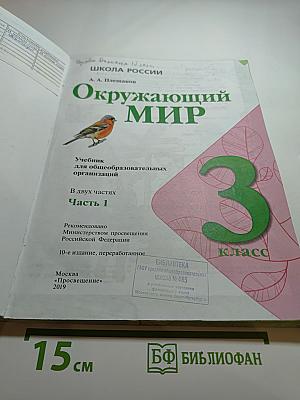 ШКОЛА РОССИИ
А. А. Плешаков
Окружающий
МИР
Учебник
для общеобразовательных
организаций
В двух частях
Часть 1
3
класс
Рекомендовано
Министерством просвещения
Российской Федерации
10-е издание, переработанное
БИБЛИОТЕКА
Москва
«Просвещение»
2019
15 см
БФ БИБЛИОФАН